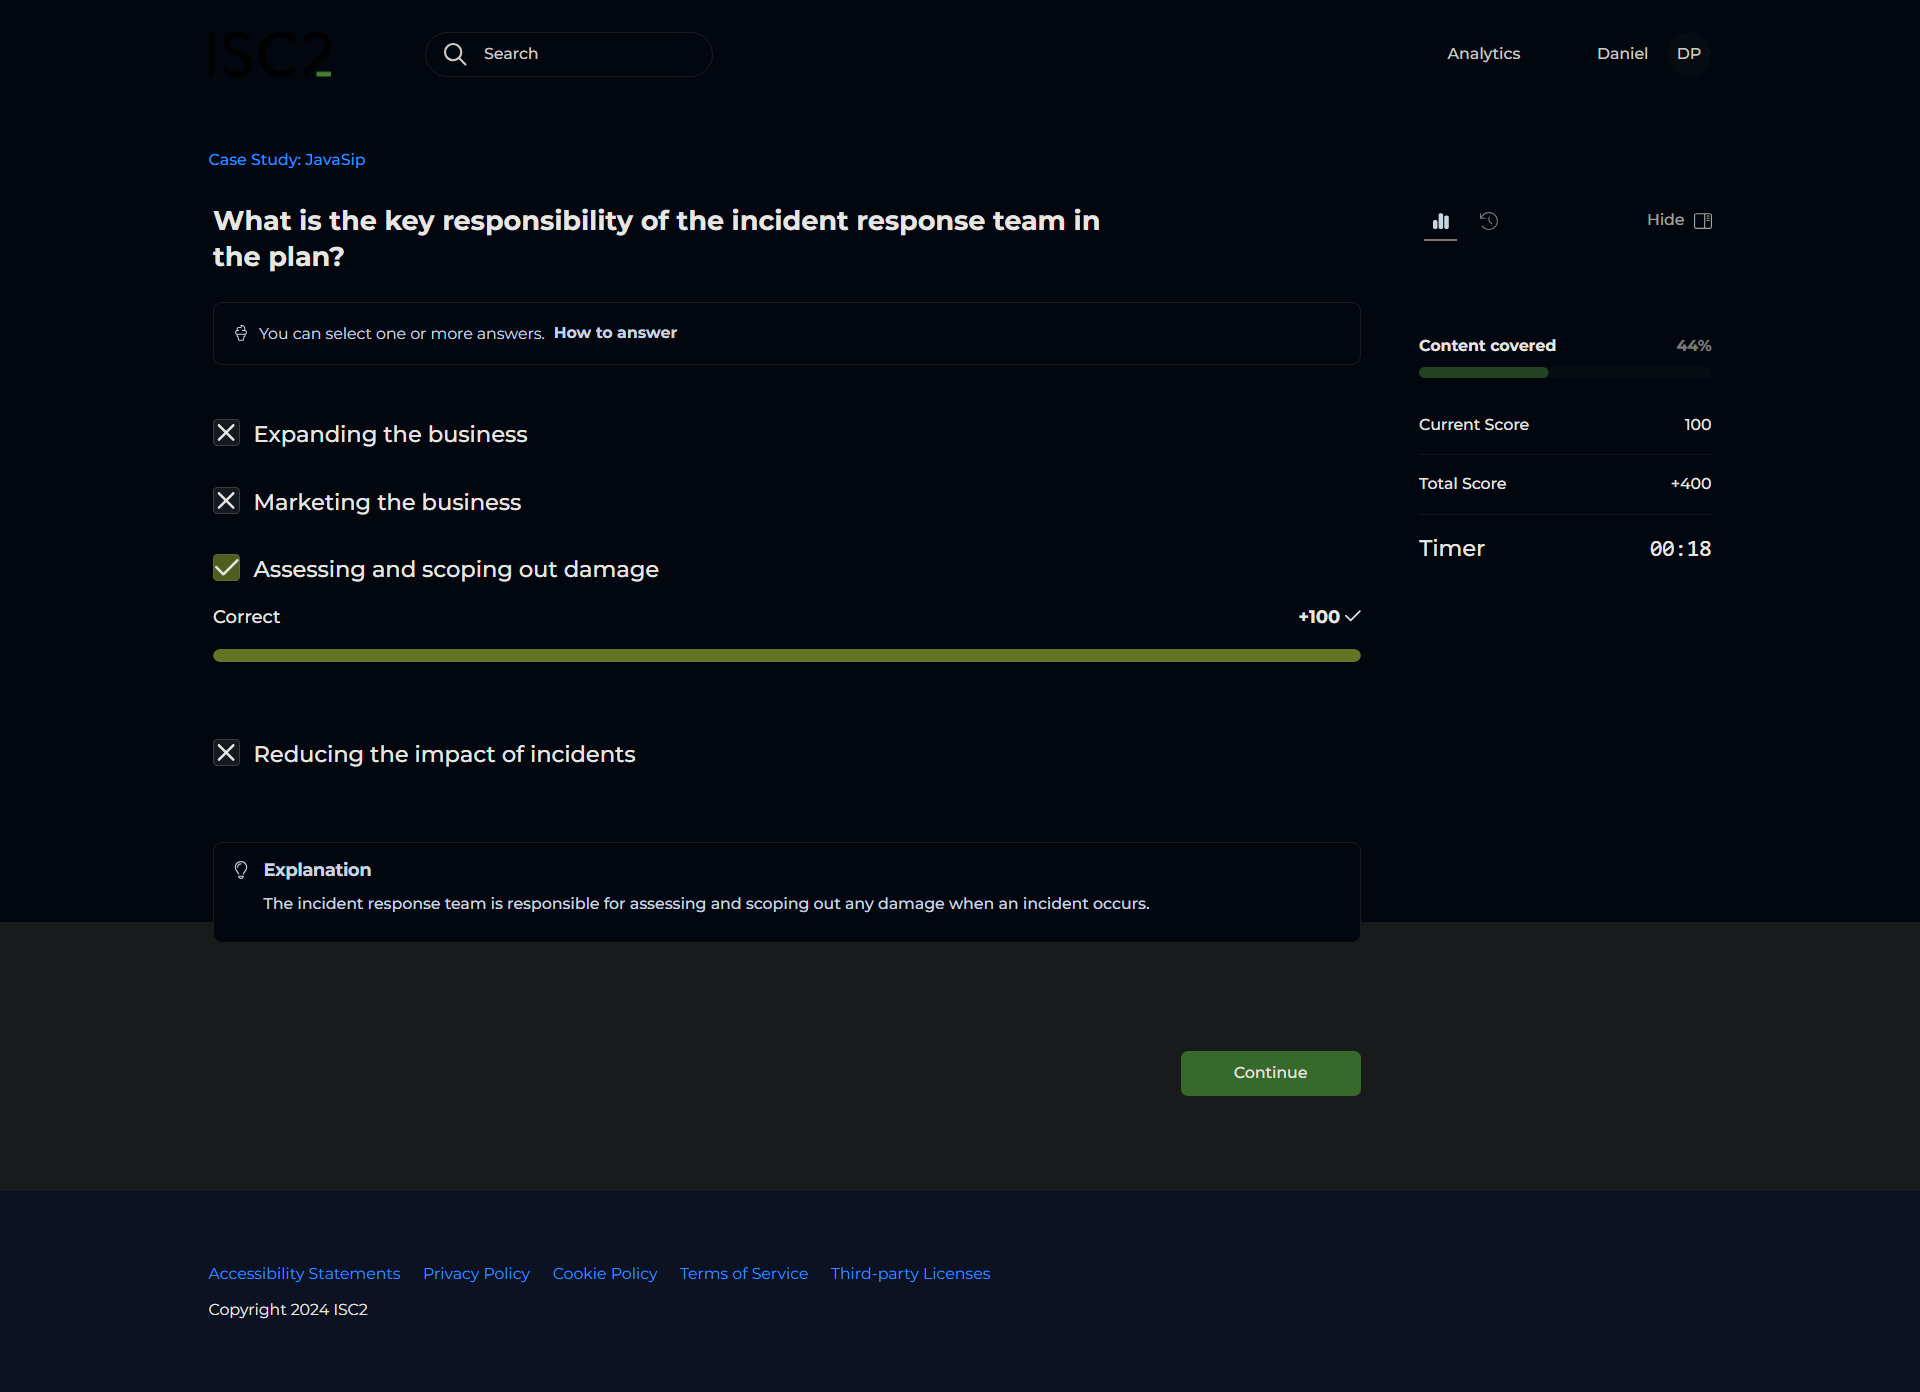 ISC2
Search
Analytics
Daniel
DP
Case Study: JavaSip
What is the key responsibility of the incident response team in
the plan?
You can select one or more answers. How to answer
Expanding the business
Marketing the business
Assessing and scoping out damage
Correct
+100
Reducing the impact of incidents
Explanation
The incident response team is responsible for assessing and scoping out any damage when an incident occurs.
Continue
Hide
Content covered
44%
Current Score
100
Total Score
+400
Timer
00:18
Accessibility Statements
Privacy Policy
Cookie Policy
Terms of Service
Third-party Licenses
Copyright 2024 ISC2